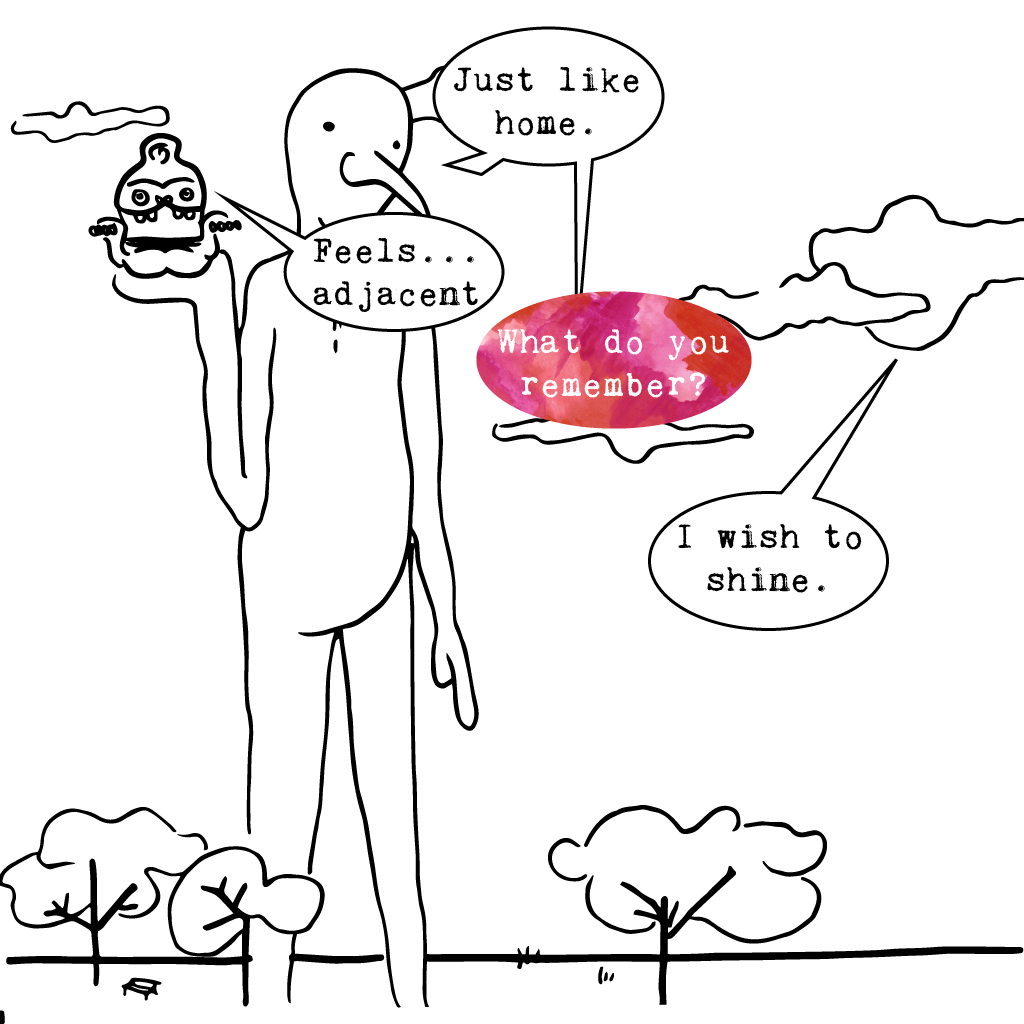 Just like
home.
Feels...
adjacent
What do you
remember?
I wish to
shine.